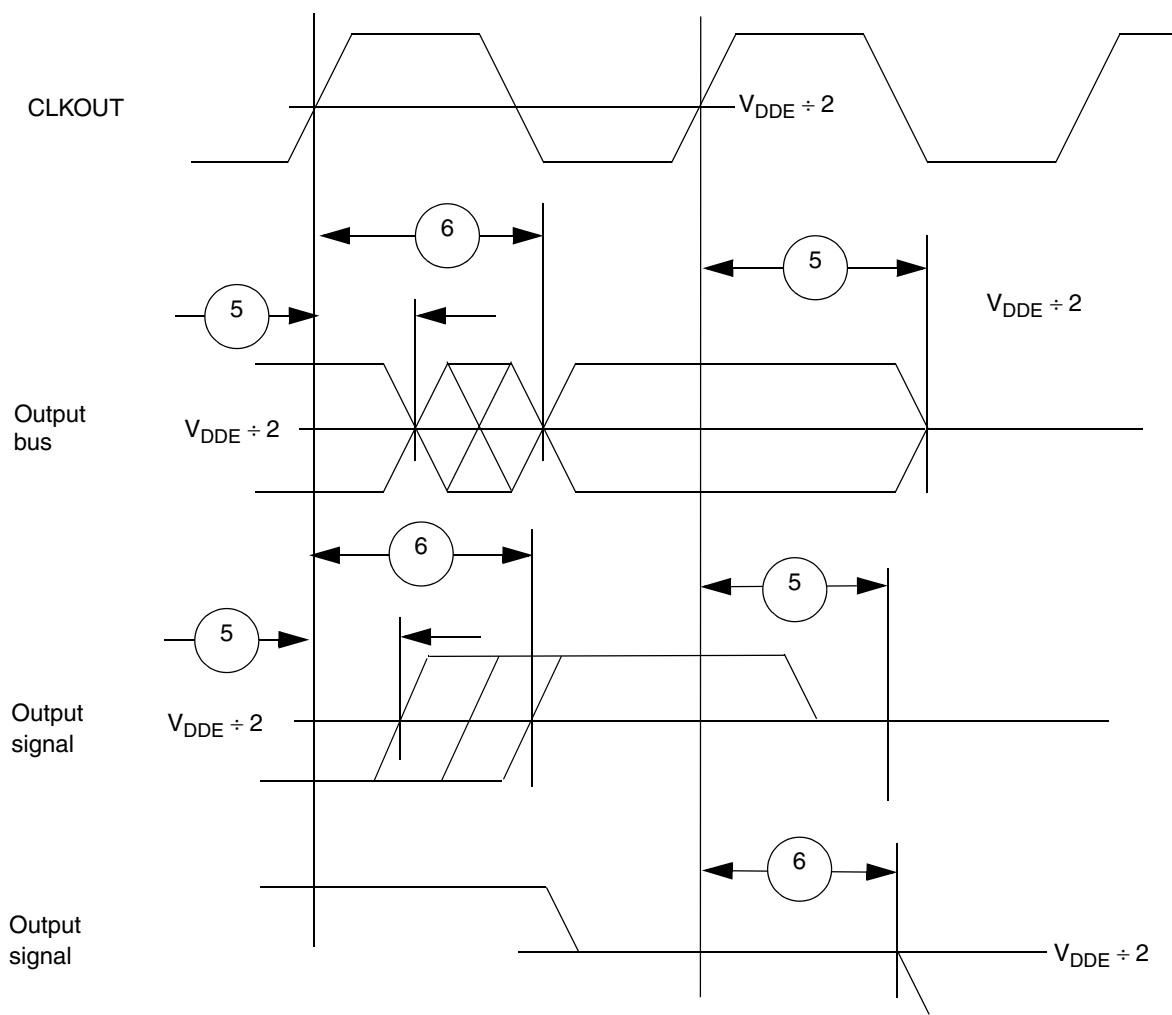 CLKOUT
V_DDE ÷ 2
6
5
5
V_DDE ÷ 2
Output
bus
V_DDE ÷ 2
6
5
5
Output
signal
V_DDE ÷ 2
6
Output
signal
V_DDE ÷ 2